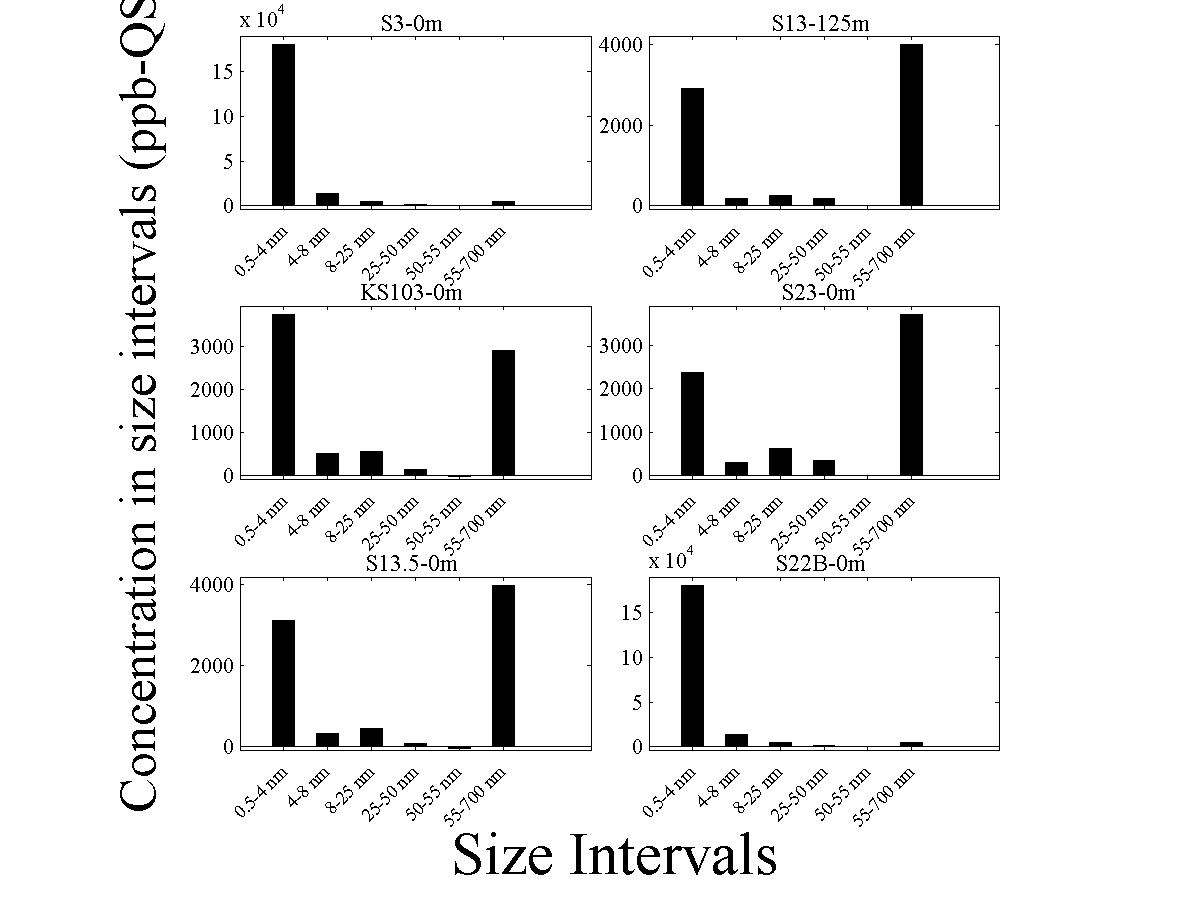 Concentration in size intervals (ppb-QS
x 10^4
S3-0m
15
10
5
0
0.5-4 nm
4-8 nm
8-25 nm
25-50 nm
50-55 nm
55-700 nm
S13-125m
4000
2000
0
0.5-4 nm
4-8 nm
8-25 nm
25-50 nm
50-55 nm
55-700 nm
KS103-0m
3000
2000
1000
0
0.5-4 nm
4-8 nm
8-25 nm
25-50 nm
50-55 nm
55-700 nm
S23-0m
3000
2000
1000
0
0.5-4 nm
4-8 nm
8-25 nm
25-50 nm
50-55 nm
55-700 nm
S13.5-0m
4000
2000
0
0.5-4 nm
4-8 nm
8-25 nm
25-50 nm
50-55 nm
55-700 nm
x 10^4
S22B-0m
15
10
5
0
0.5-4 nm
4-8 nm
8-25 nm
25-50 nm
50-55 nm
55-700 nm
Size Intervals